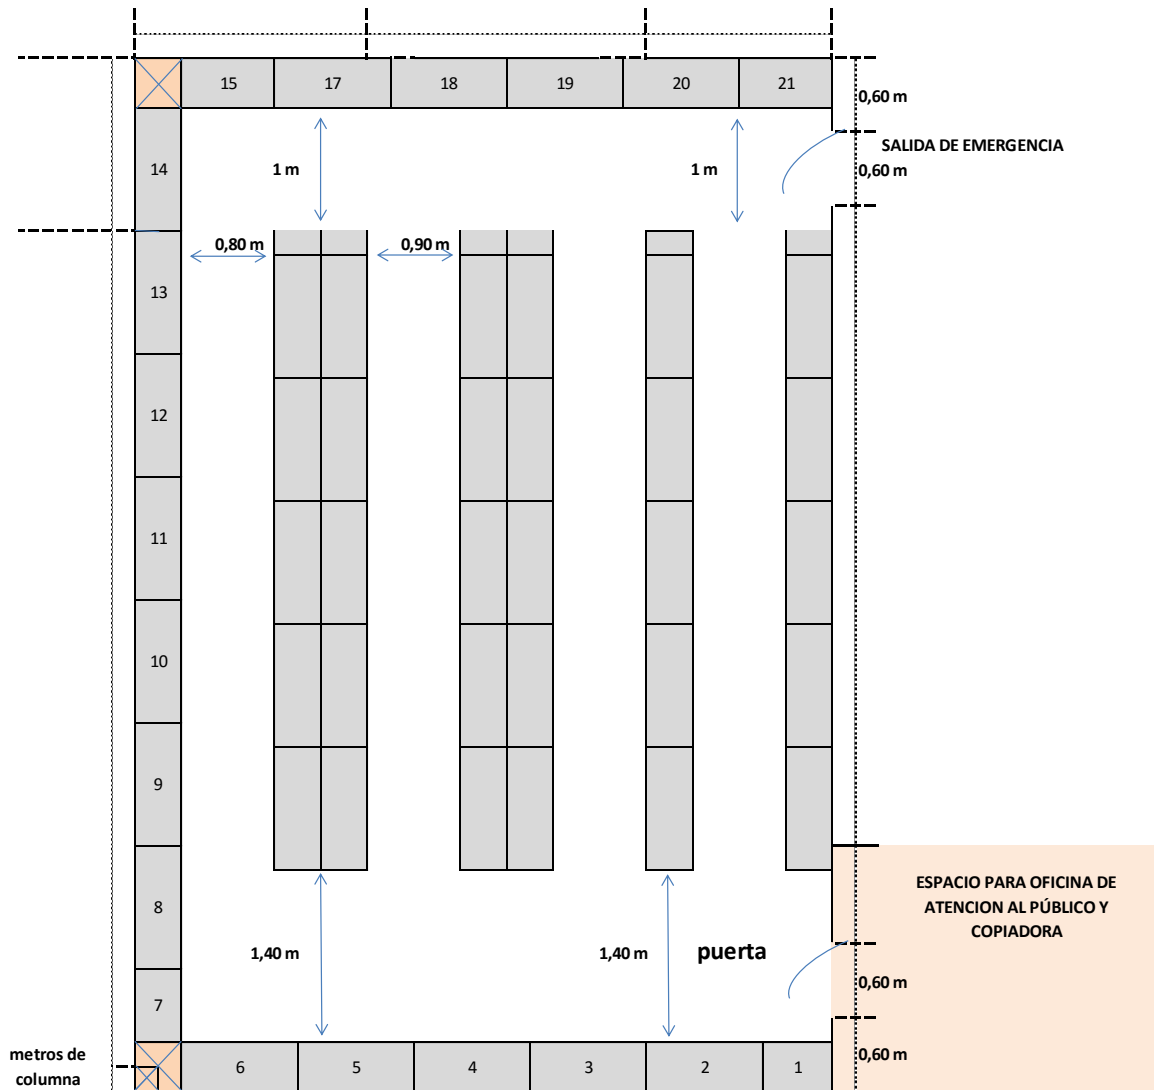 15
17
18
19
20
21
0,60 m
SALIDA DE EMERGENCIA
14
1 m
1 m
0,60 m
0,80 m
0,90 m
13
12
11
10
9
8
ESPACIO PARA OFICINA DE
ATENCION AL PÚBLICO Y
COPIADORA
1,40 m
1,40 m
puerta
0,60 m
7
metros de
columna
6
5
4
3
2
1
0,60 m